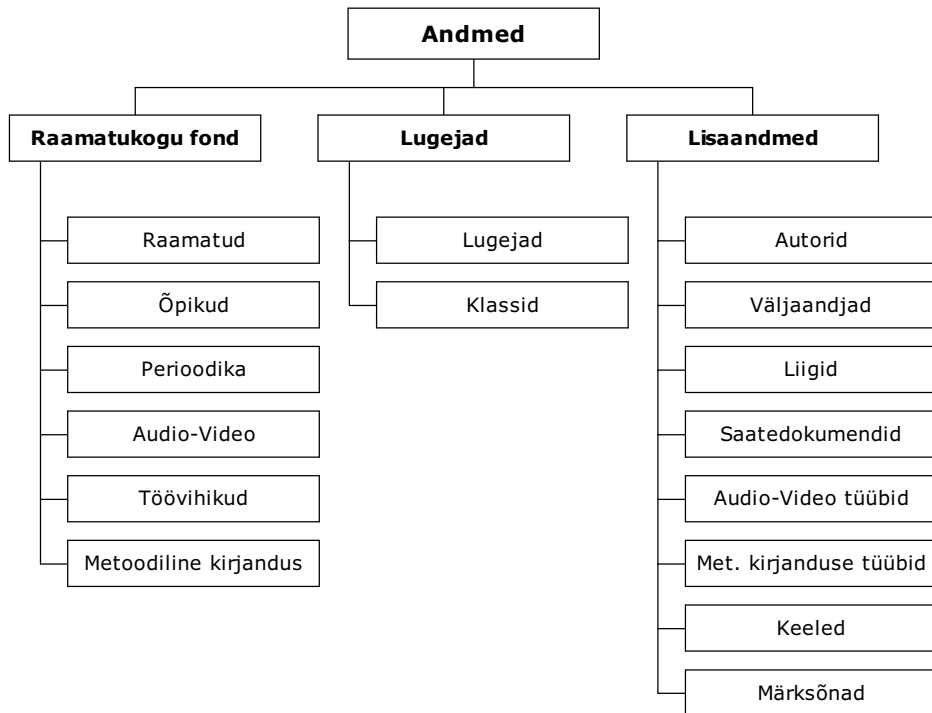 Andmed
Raamatukogu fond
Raamatud
Õpikud
Perioodika
Audio-Video
Töövihikud
Metoodiline kirjandus
Lugejad
Lugejad
Klassid
Lisaandmed
Autorid
Väljaandjad
Liigid
Saatedokumendid
Audio-Video tüübid
Met. kirjanduse tüübid
Keeled
Märksõnad